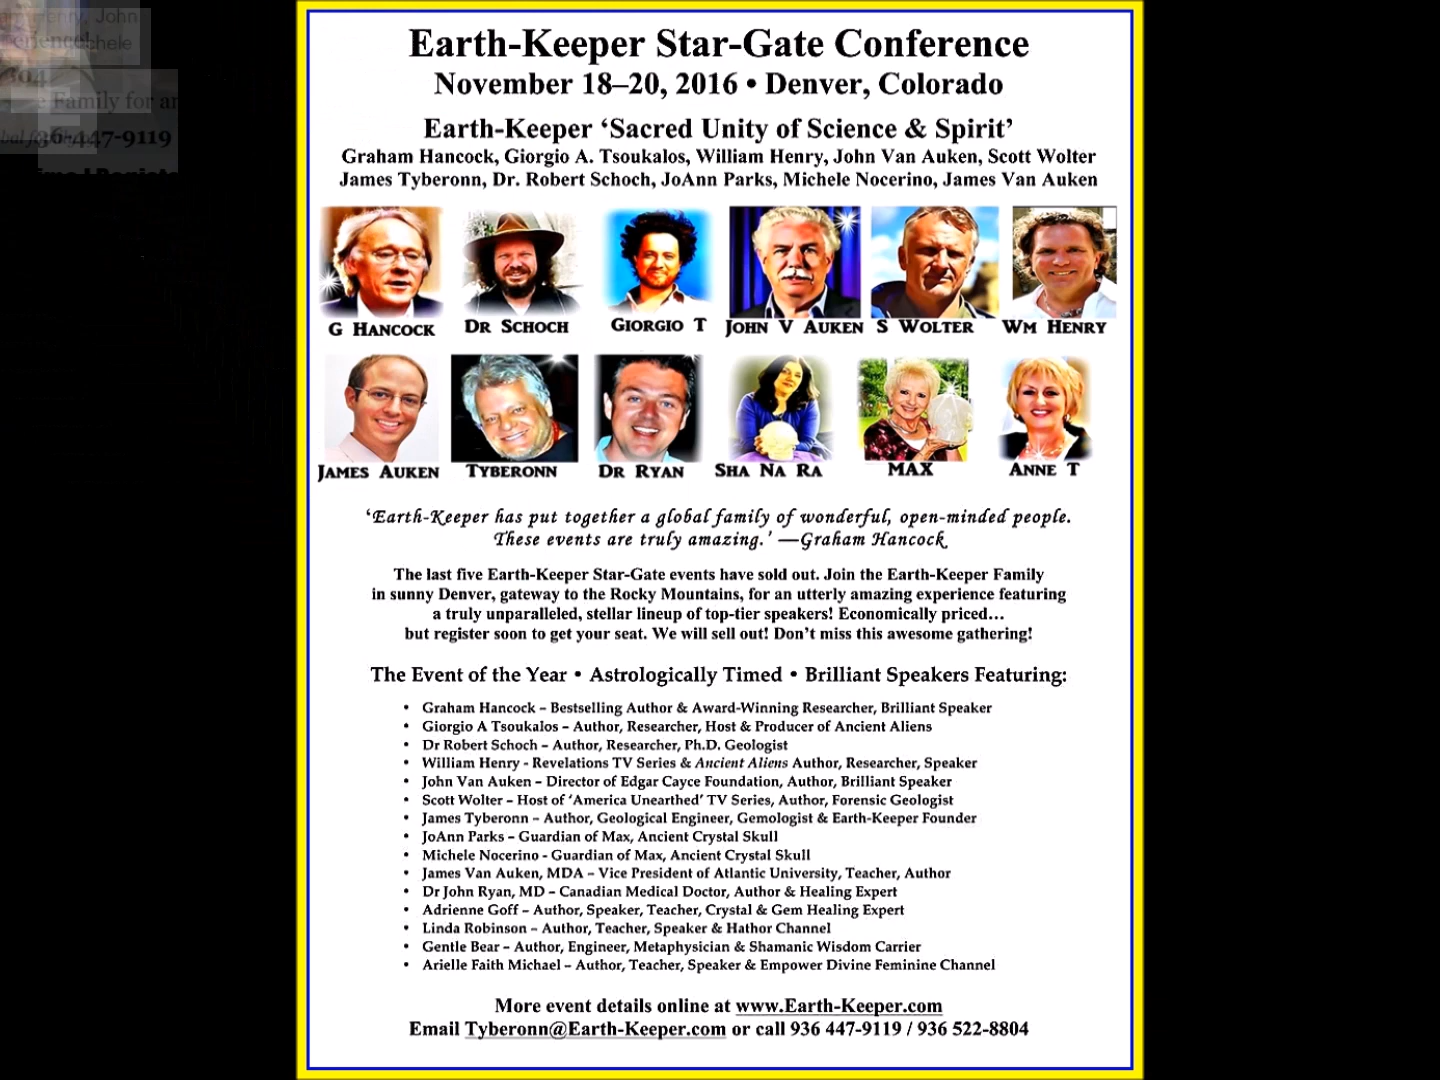 m Henry, John
erience!
chele
304
e Family for an
bal f
36-447-9119
Earth-Keeper Star-Gate Conference
November 18–20, 2016 • Denver, Colorado
Earth-Keeper ‘Sacred Unity of Science & Spirit’
Graham Hancock, Giorgio A. Tsoukalos, William Henry, John Van Auken, Scott Wolter
James Tyberonn, Dr. Robert Schoch, JoAnn Parks, Michele Nocerino, James Van Auken
G HANCOCK DR SCHOCH GIORGIO T JOHN V AUKEN S WOLTER WM HENRY
JAMES AUKEN TYBERONN DR RYAN SHA NA RA MAX ANNE T
‘Earth-Keeper has put together a global family of wonderful, open-minded people.
These events are truly amazing.’ —Graham Hancock
The last five Earth-Keeper Star-Gate events have sold out. Join the Earth-Keeper Family
in sunny Denver, gateway to the Rocky Mountains, for an utterly amazing experience featuring
a truly unparalleled, stellar lineup of top-tier speakers! Economically priced…
but register soon to get your seat. We will sell out! Don’t miss this awesome gathering!
The Event of the Year • Astrologically Timed • Brilliant Speakers Featuring:
• Graham Hancock – Bestselling Author & Award-Winning Researcher, Brilliant Speaker
• Giorgio A Tsoukalos – Author, Researcher, Host & Producer of Ancient Aliens
• Dr Robert Schoch – Author, Researcher, Ph.D. Geologist
• William Henry - Revelations TV Series & Ancient Aliens Author, Researcher, Speaker
• John Van Auken – Director of Edgar Cayce Foundation, Author, Brilliant Speaker
• Scott Wolter – Host of ‘America Unearthed’ TV Series, Author, Forensic Geologist
• James Tyberonn – Author, Geological Engineer, Gemologist & Earth-Keeper Founder
• JoAnn Parks – Guardian of Max, Ancient Crystal Skull
• Michele Nocerino - Guardian of Max, Ancient Crystal Skull
• James Van Auken, MDA – Vice President of Atlantic University, Teacher, Author
• Dr John Ryan, MD – Canadian Medical Doctor, Author & Healing Expert
• Adrienne Goff – Author, Speaker, Teacher, Crystal & Gem Healing Expert
• Linda Robinson – Author, Teacher, Speaker & Hathor Channel
• Gentle Bear – Author, Engineer, Metaphysician & Shamanic Wisdom Carrier
• Arielle Faith Michael – Author, Teacher, Speaker & Empower Divine Feminine Channel
More event details online at www.Earth-Keeper.com
Email Tyberonn@Earth-Keeper.com or call 936 447-9119 / 936 522-8804